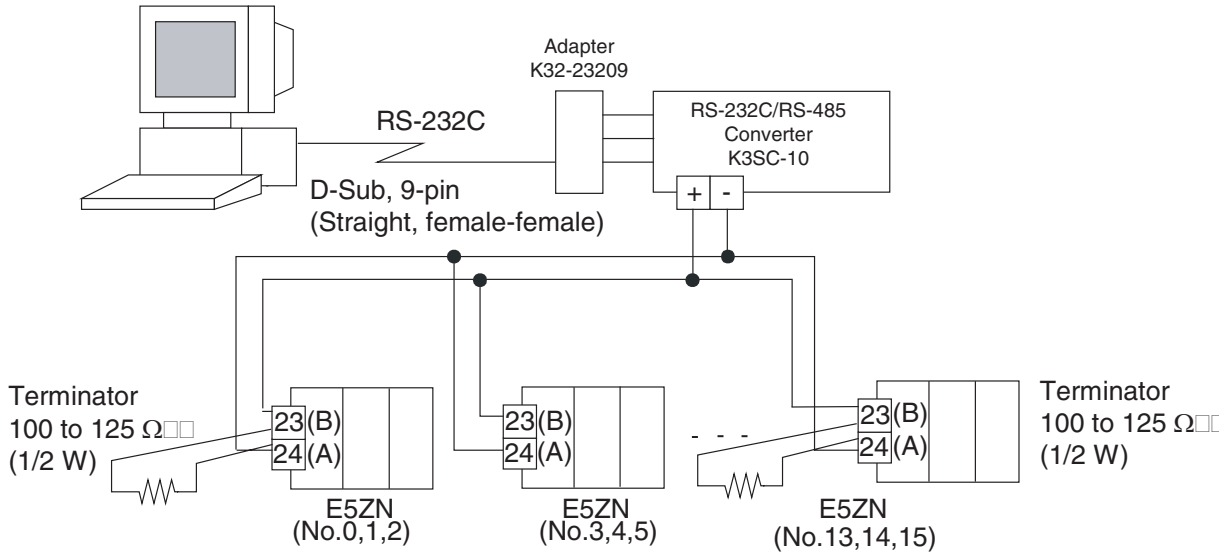 Adapter
K32-23209
RS-232C
RS-232C/RS-485
Converter
K3SC-10
+ -
D-Sub, 9-pin
(Straight, female-female)
Terminator
100 to 125 Ω□□
(1/2 W)
23 (B)
24 (A)
E5ZN
(No.0,1,2)
23 (B)
24 (A)
E5ZN
(No.3,4,5)
- - -
23 (B)
24 (A)
E5ZN
(No.13,14,15)
Terminator
100 to 125 Ω□□
(1/2 W)